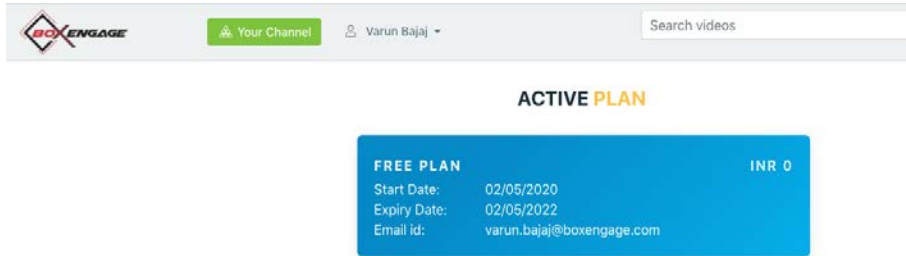 BOXENGAGE
Your Channel
Varun Bajaj
Search videos
ACTIVE PLAN
FREE PLAN INR 0
Start Date: 02/05/2020
Expiry Date: 02/05/2022
Email id: varun.bajaj@boxengage.com